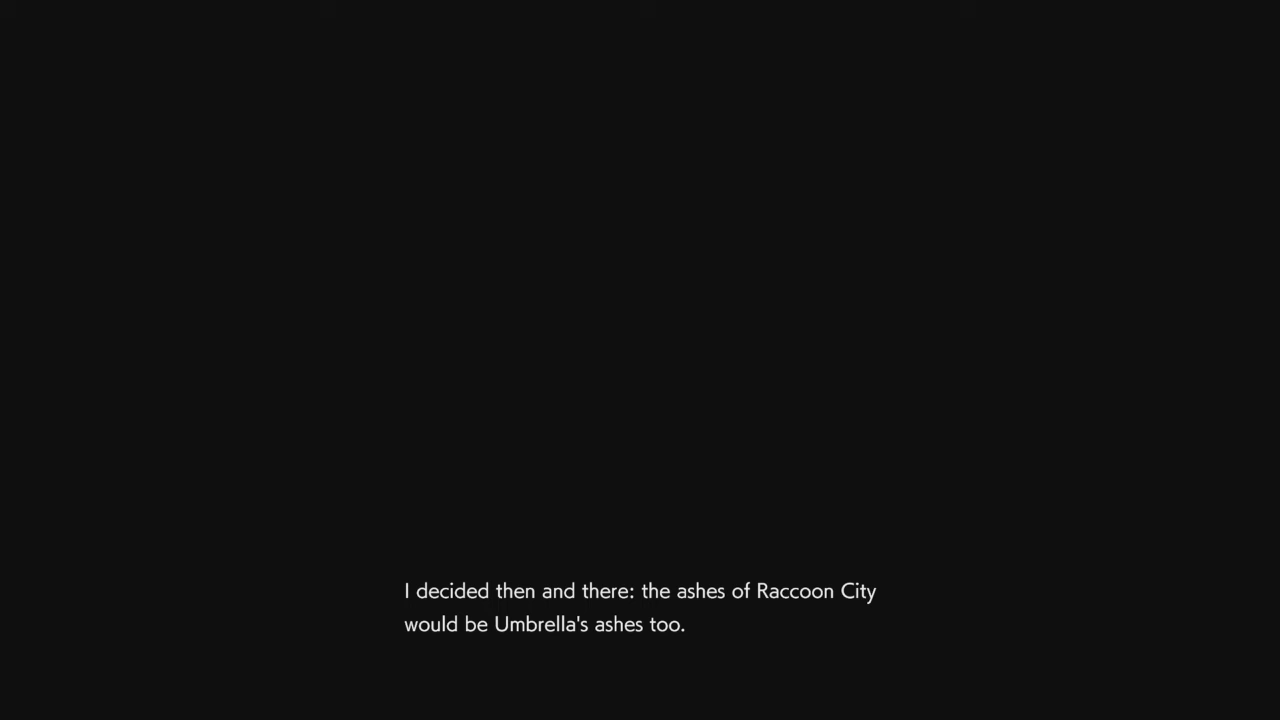 I decided then and there: the ashes of Raccoon City
would be Umbrella's ashes too.